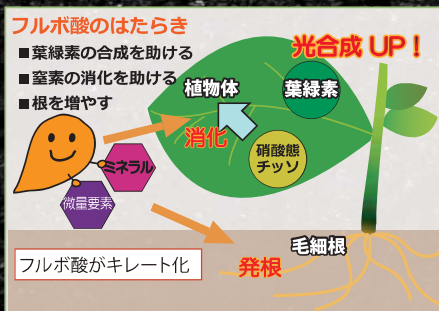 フルボ酸のはたらき
■葉緑素の合成を助ける
■窒素の消化を助ける
■根を増やす
光合成 UP！
植物体
葉緑素
消化
硝酸態
チッソ
ミネラル
微量要素
毛細根
発根
フルボ酸がキレート化